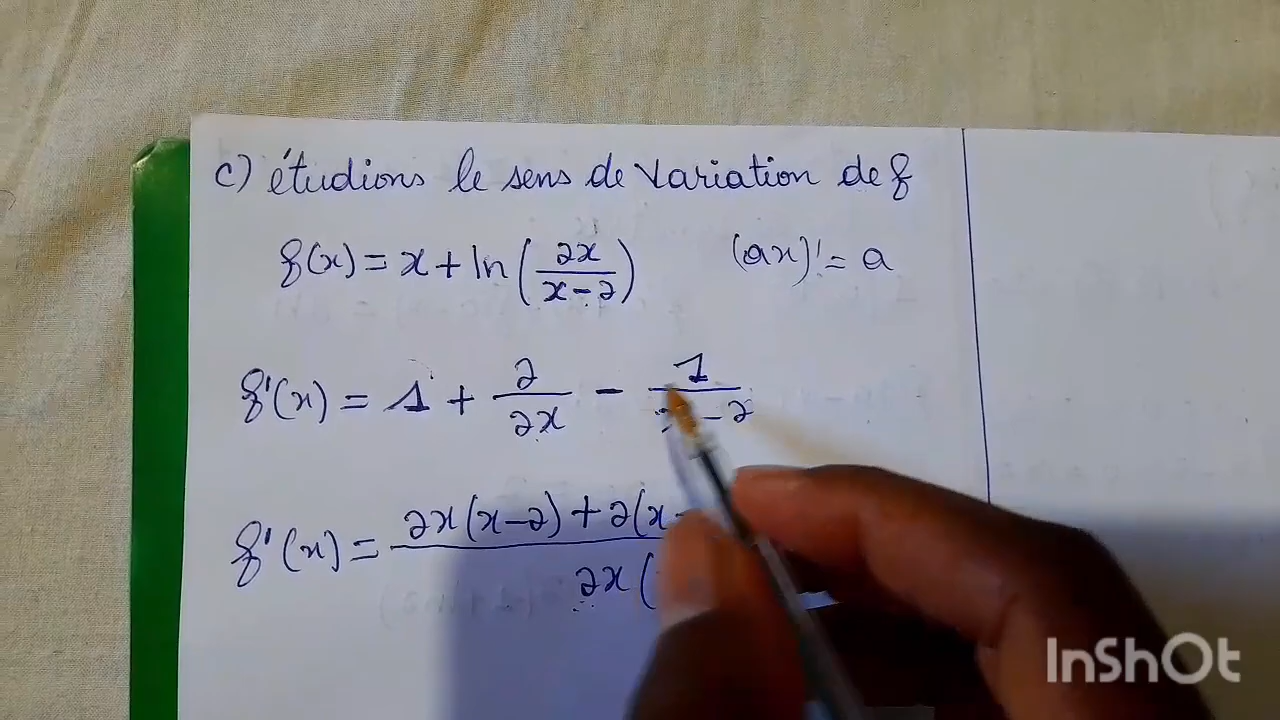 c) étudions le sens de variation de f
f(x) = x + ln(2x/(x-2)) (ax)' = a
f'(x) = 1 + 2/2x - 1/x-2
f'(x) = 2x(x-2) + 2(x- / 2x(
InShOt